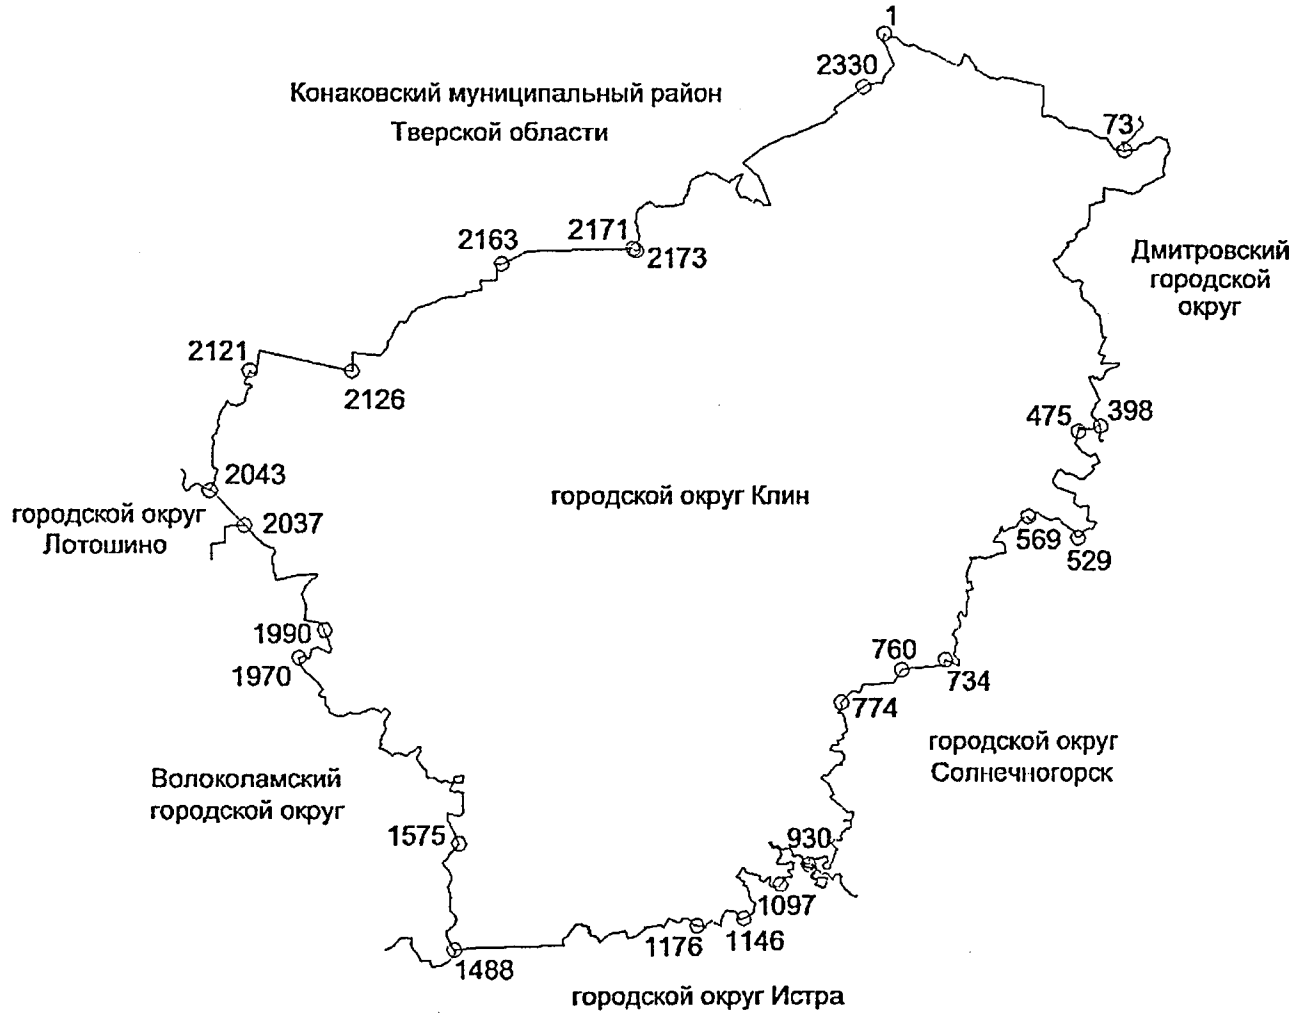 1
2330
Конаковский муниципальный район
Тверской области
73
2163
2171
2173
Дмитровский
городской
округ
2121
2126
475
398
2043
городской округ Клин
городской округ
Лотошино
2037
569
529
1990
1970
760
734
774
городской округ
Солнечногорск
Волоколамский
городской округ
1575
930
1097
1176
1146
1488
городской округ Истра